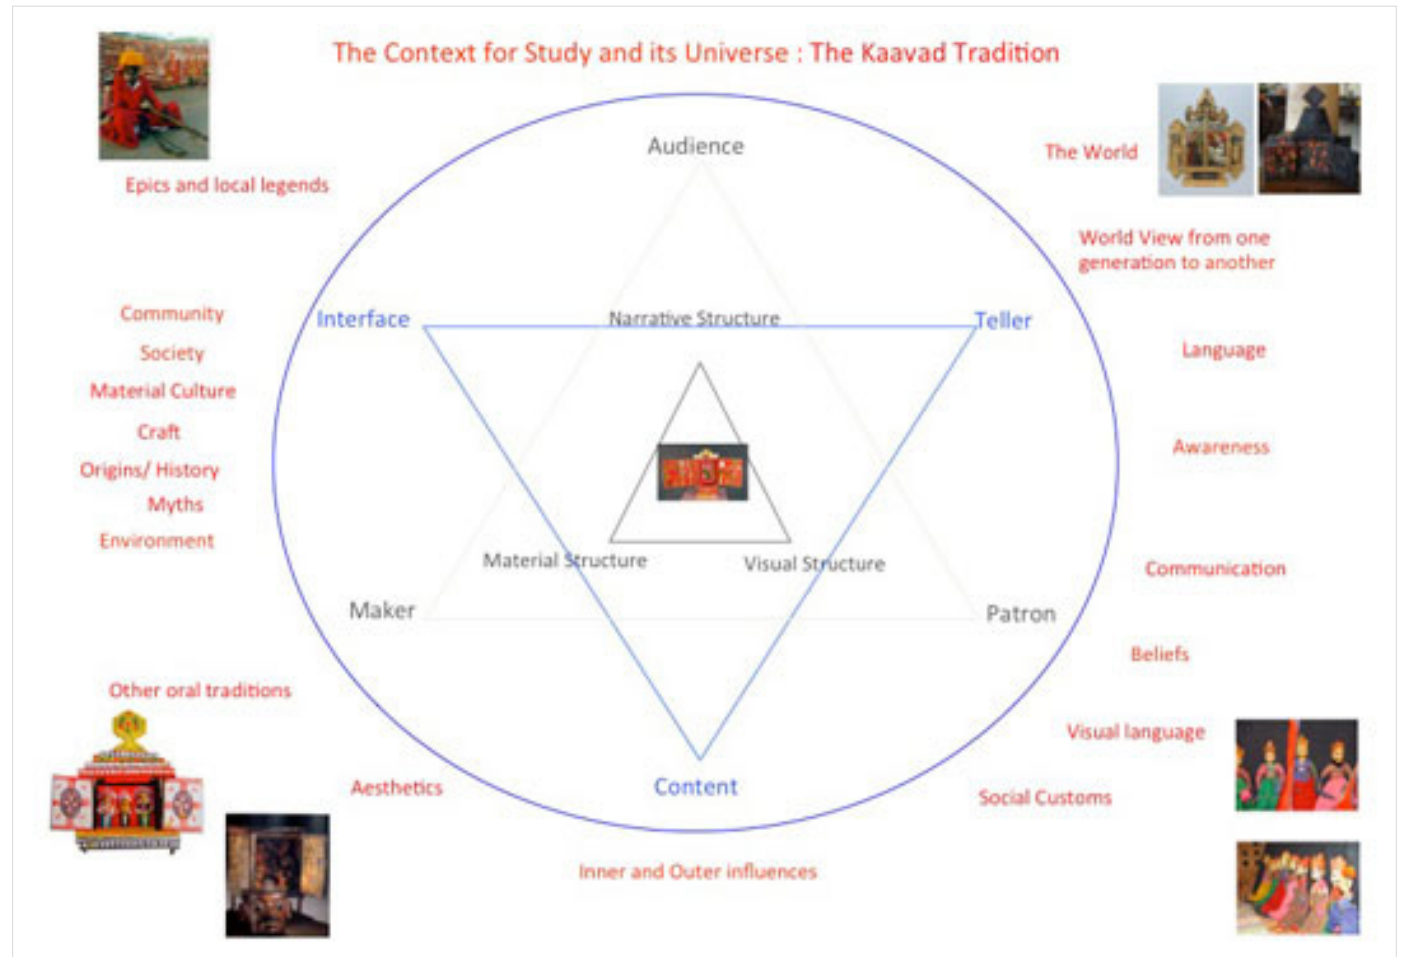 The Context for Study and its Universe : The Kaavad Tradition
Audience
The World
Epics and local legends
World View from one
generation to another
Community
Interface
Narrative Structure
Teller
Society
Language
Material Culture
Craft
Awareness
Origins/ History
Myths
Environment
Material Structure
Visual Structure
Communication
Maker
Patron
Beliefs
Other oral traditions
Visual language
Aesthetics
Content
Social Customs
Inner and Outer influences